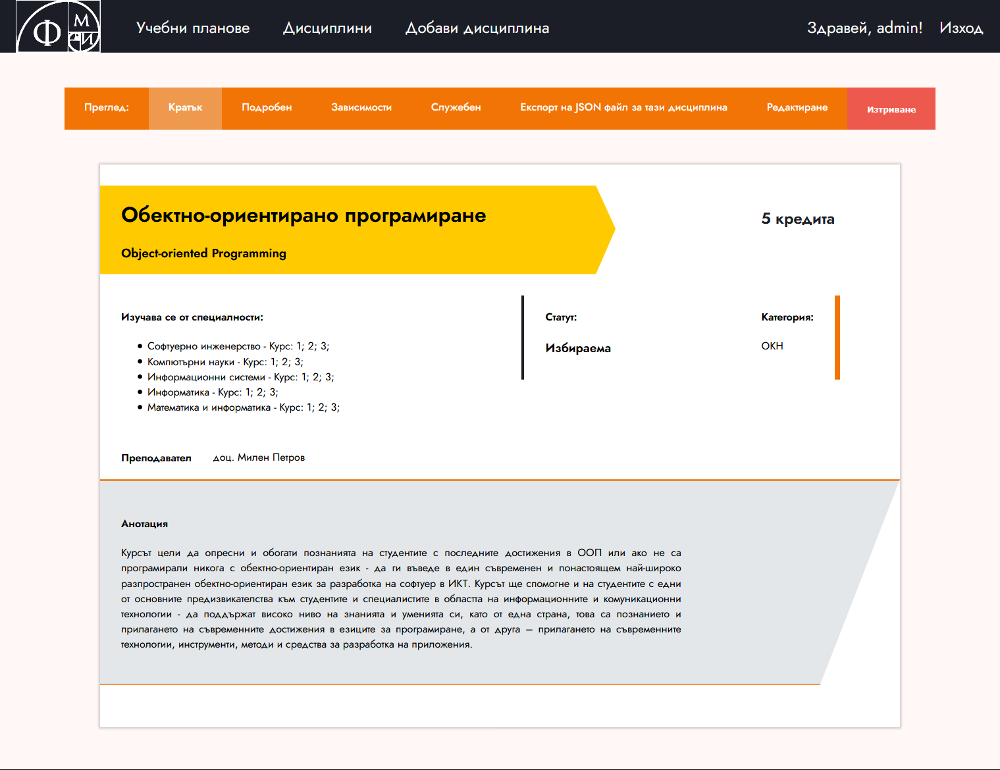 Ф М И
Учебни планове Дисциплини Добави дисциплина Здравей, admin! Изход
Преглед: Кратък Подробен Зависимости Служебен Експорт на JSON файл за тази дисциплина Редактиране Изтриване
Обектно-ориентирано програмиране
5 кредита
Object-oriented Programming
Изучава се от специалности:
Статут:
Категория:
Софтуерно инженерство - Курс: 1; 2; 3;
Избираема
ОКН
Компютърни науки - Курс: 1; 2; 3;
Информационни системи - Курс: 1; 2; 3;
Информатика - Курс: 1; 2; 3;
Математика и информатика - Курс: 1; 2; 3;
Преподавател доц. Милен Петров
Анотация
Курсът цели да опресни и обогати познанията на студентите с последните достижения в ООП или ако не са
програмирали никога с обектно-ориентиран език - да ги въведе в един съвременен и понастоящем най-широко
разпространен обектно-ориентиран език за разработка на софтуер в ИКТ. Курсът ще спомогне и на студентите с едни
от основните предизвикателства към студентите и специалистите в областта на информационните и комуникационни
технологии - да поддържат високо ниво на знанията и уменията си, като от една страна, това са познанието и
прилагането на съвременните достижения в езиците за програмиране, а от друга – прилагането на съвременните
технологии, инструменти, методи и средства за разработка на приложения.